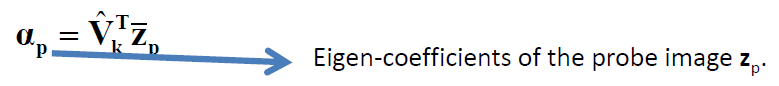 α_p = V̂_k^T z̄_p
Eigen-coefficients of the probe image z_p.